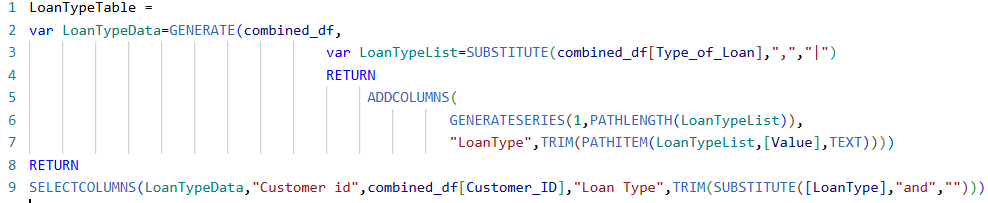 1 LoanTypeTable =
2 var LoanTypeData=GENERATE(combined_df,
3 var LoanTypeList=SUBSTITUTE(combined_df[Type_of_Loan],",","|")
4 RETURN
5 ADDCOLUMNS(
6 GENERATESERIES(1,PATHLENGTH(LoanTypeList)),
7 "LoanType",TRIM(PATHITEM(LoanTypeList,[Value],TEXT))))
8 RETURN
9 SELECTCOLUMNS(LoanTypeData,"Customer id",combined_df[Customer_ID],"Loan Type",TRIM(SUBSTITUTE([LoanType],"and","")))